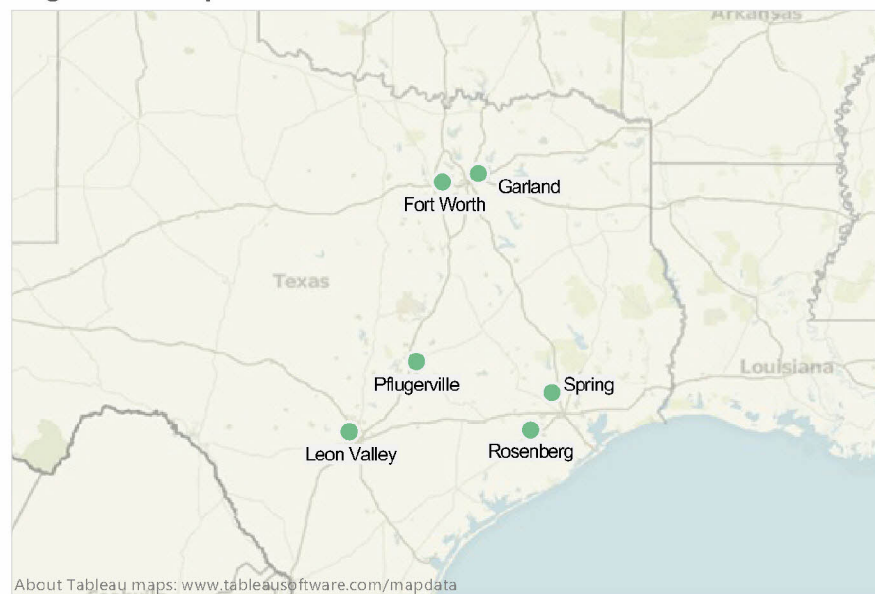 Arkansas
Garland
Fort Worth
Texas
Louisiana
Pflugerville
Spring
Leon Valley
Rosenberg
About Tableau maps: www.tableausoftware.com/mapdata